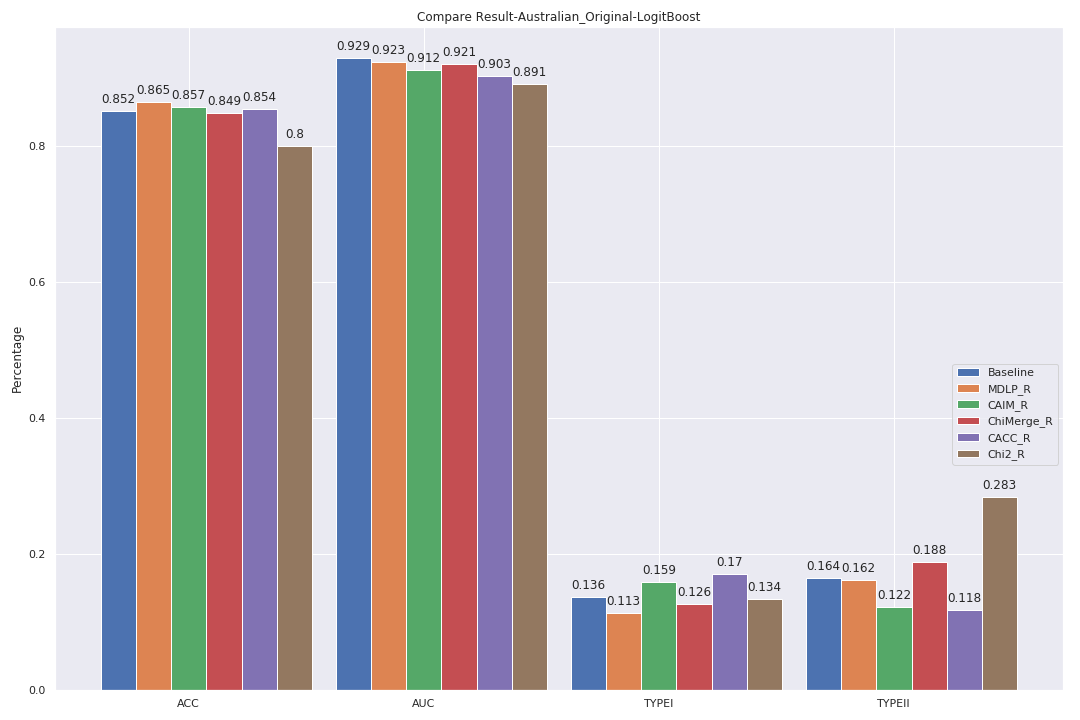 Compare Result-Australian_Original-LogitBoost
Percentage
0.8
0.6
0.4
0.2
0.0
0.852
0.865
0.857
0.849
0.854
0.8
0.929
0.923
0.912
0.921
0.903
0.891
0.136
0.113
0.159
0.126
0.17
0.134
0.164
0.162
0.122
0.188
0.118
0.283
ACC
AUC
TYPEI
TYPEII
Baseline
MDLP_R
CAIM_R
ChiMerge_R
CACC_R
Chi2_R